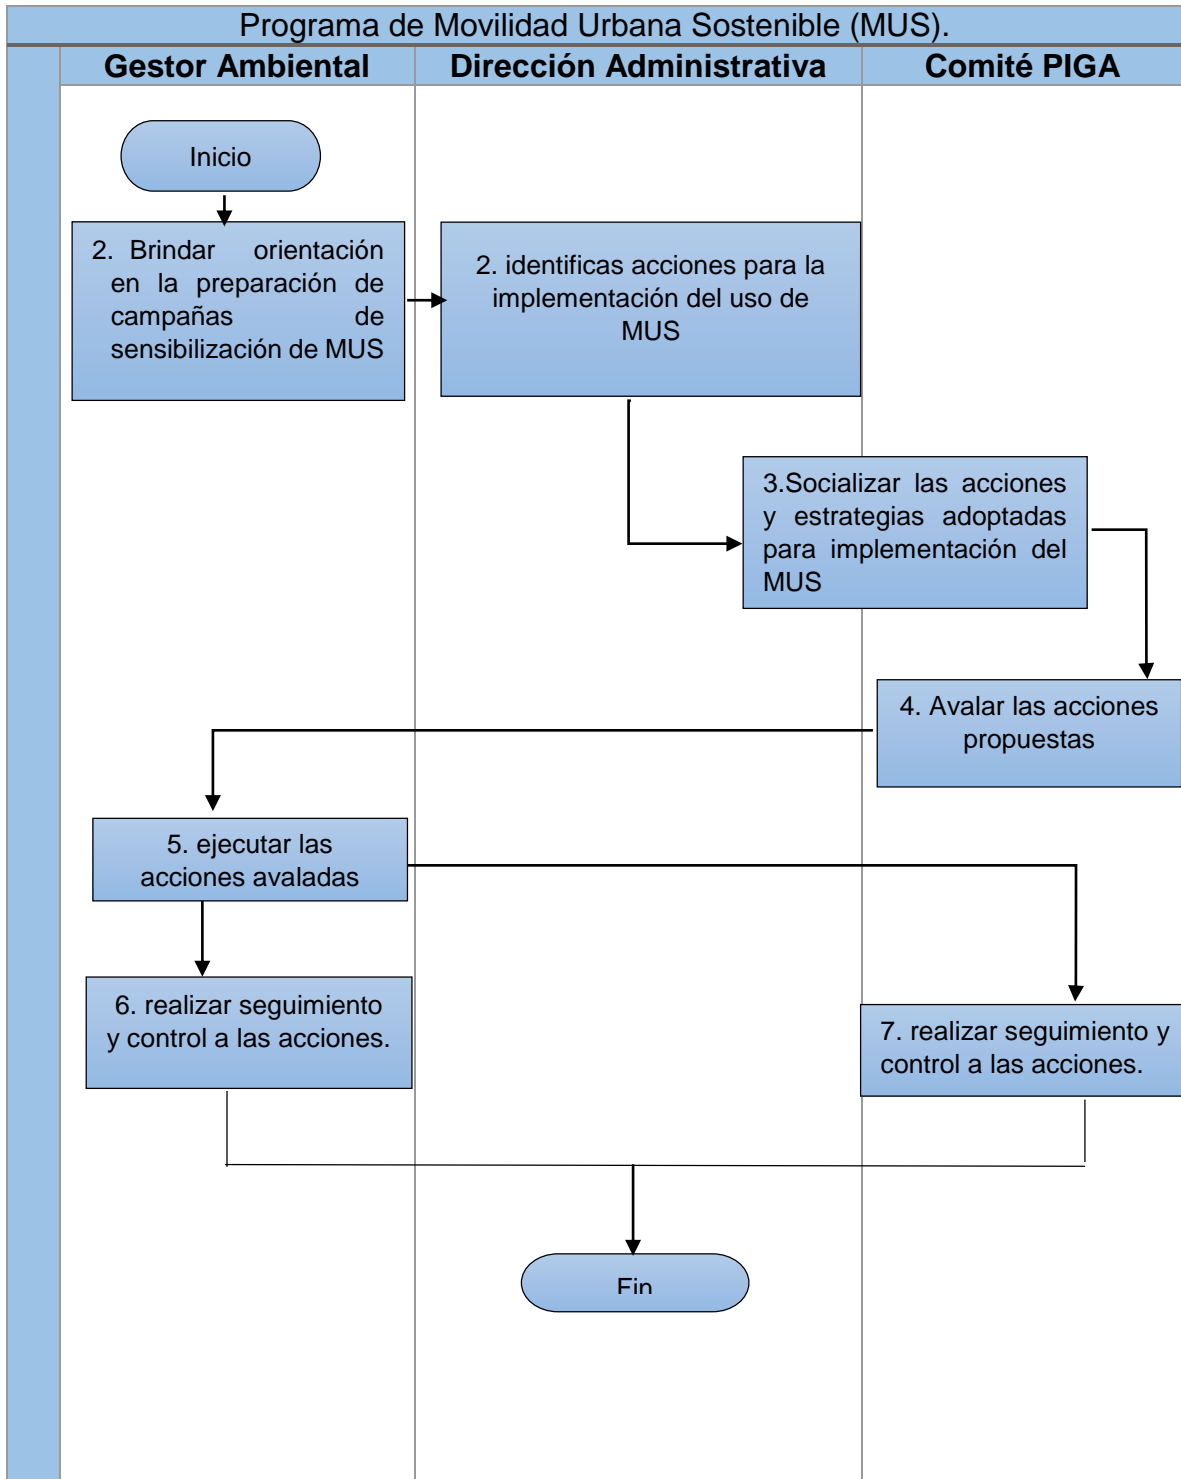 Programa de Movilidad Urbana Sostenible (MUS).
Gestor Ambiental
Dirección Administrativa
Comité PIGA
Inicio
2. Brindar orientación
en la preparación de
campañas de
sensibilización de MUS
2. identificas acciones para la
implementación del uso de
MUS
3.Socializar las acciones
y estrategias adoptadas
para implementación del
MUS
4. Avalar las acciones
propuestas
5. ejecutar las
acciones avaladas
6. realizar seguimiento
y control a las acciones.
7. realizar seguimiento y
control a las acciones.
Fin